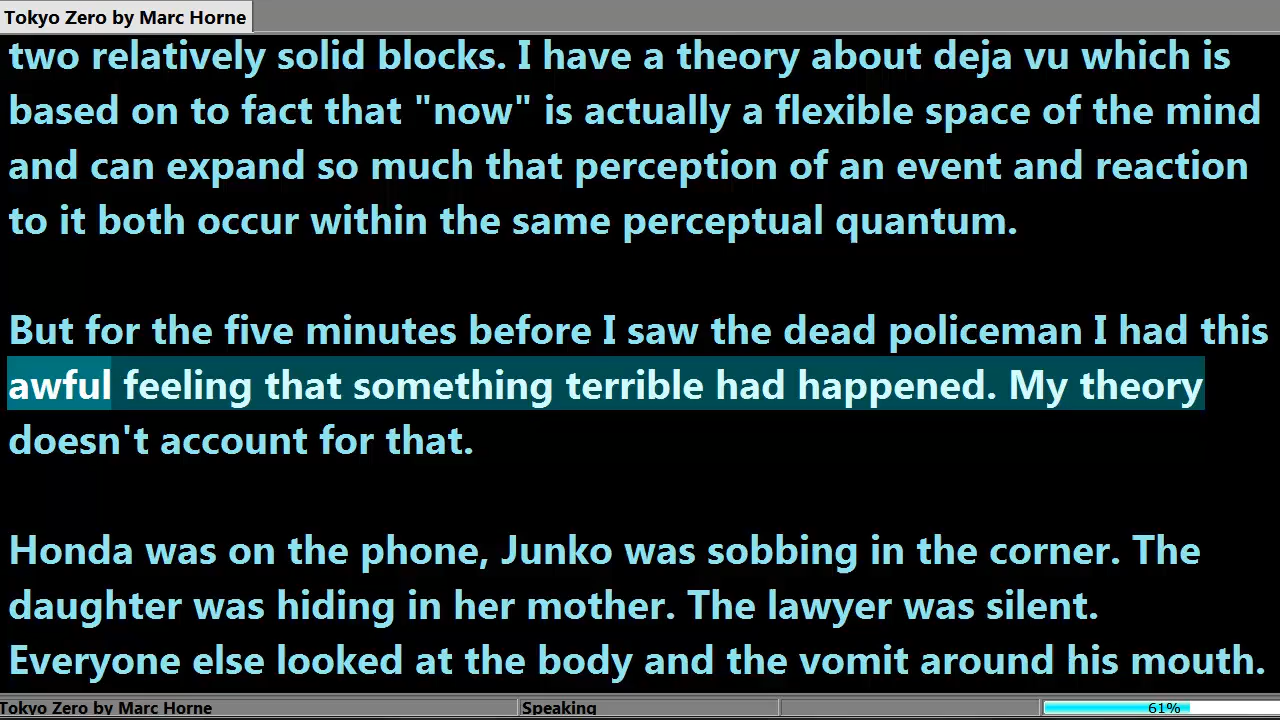 Tokyo Zero by Marc Horne
two relatively solid blocks. I have a theory about deja vu which is
based on to fact that "now" is actually a flexible space of the mind
and can expand so much that perception of an event and reaction
to it both occur within the same perceptual quantum.
But for the five minutes before I saw the dead policeman I had this
awful feeling that something terrible had happened. My theory
doesn't account for that.
Honda was on the phone, Junko was sobbing in the corner. The
daughter was hiding in her mother. The lawyer was silent.
Everyone else looked at the body and the vomit around his mouth.
Tokyo Zero by Marc Horne
Speaking
61%